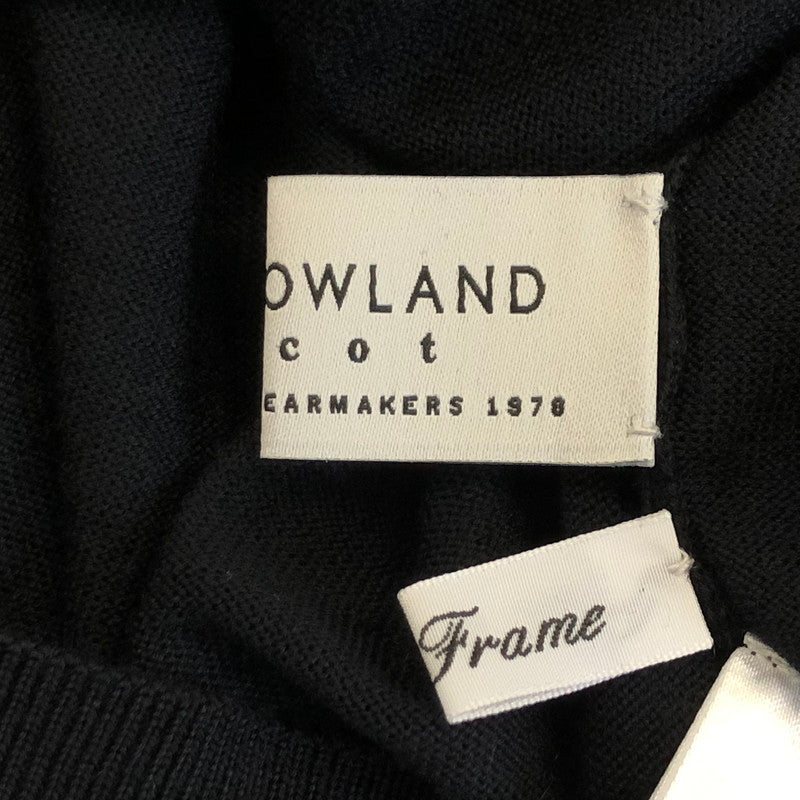 OWLAND
cot
EARMAKERS 1978
Frame